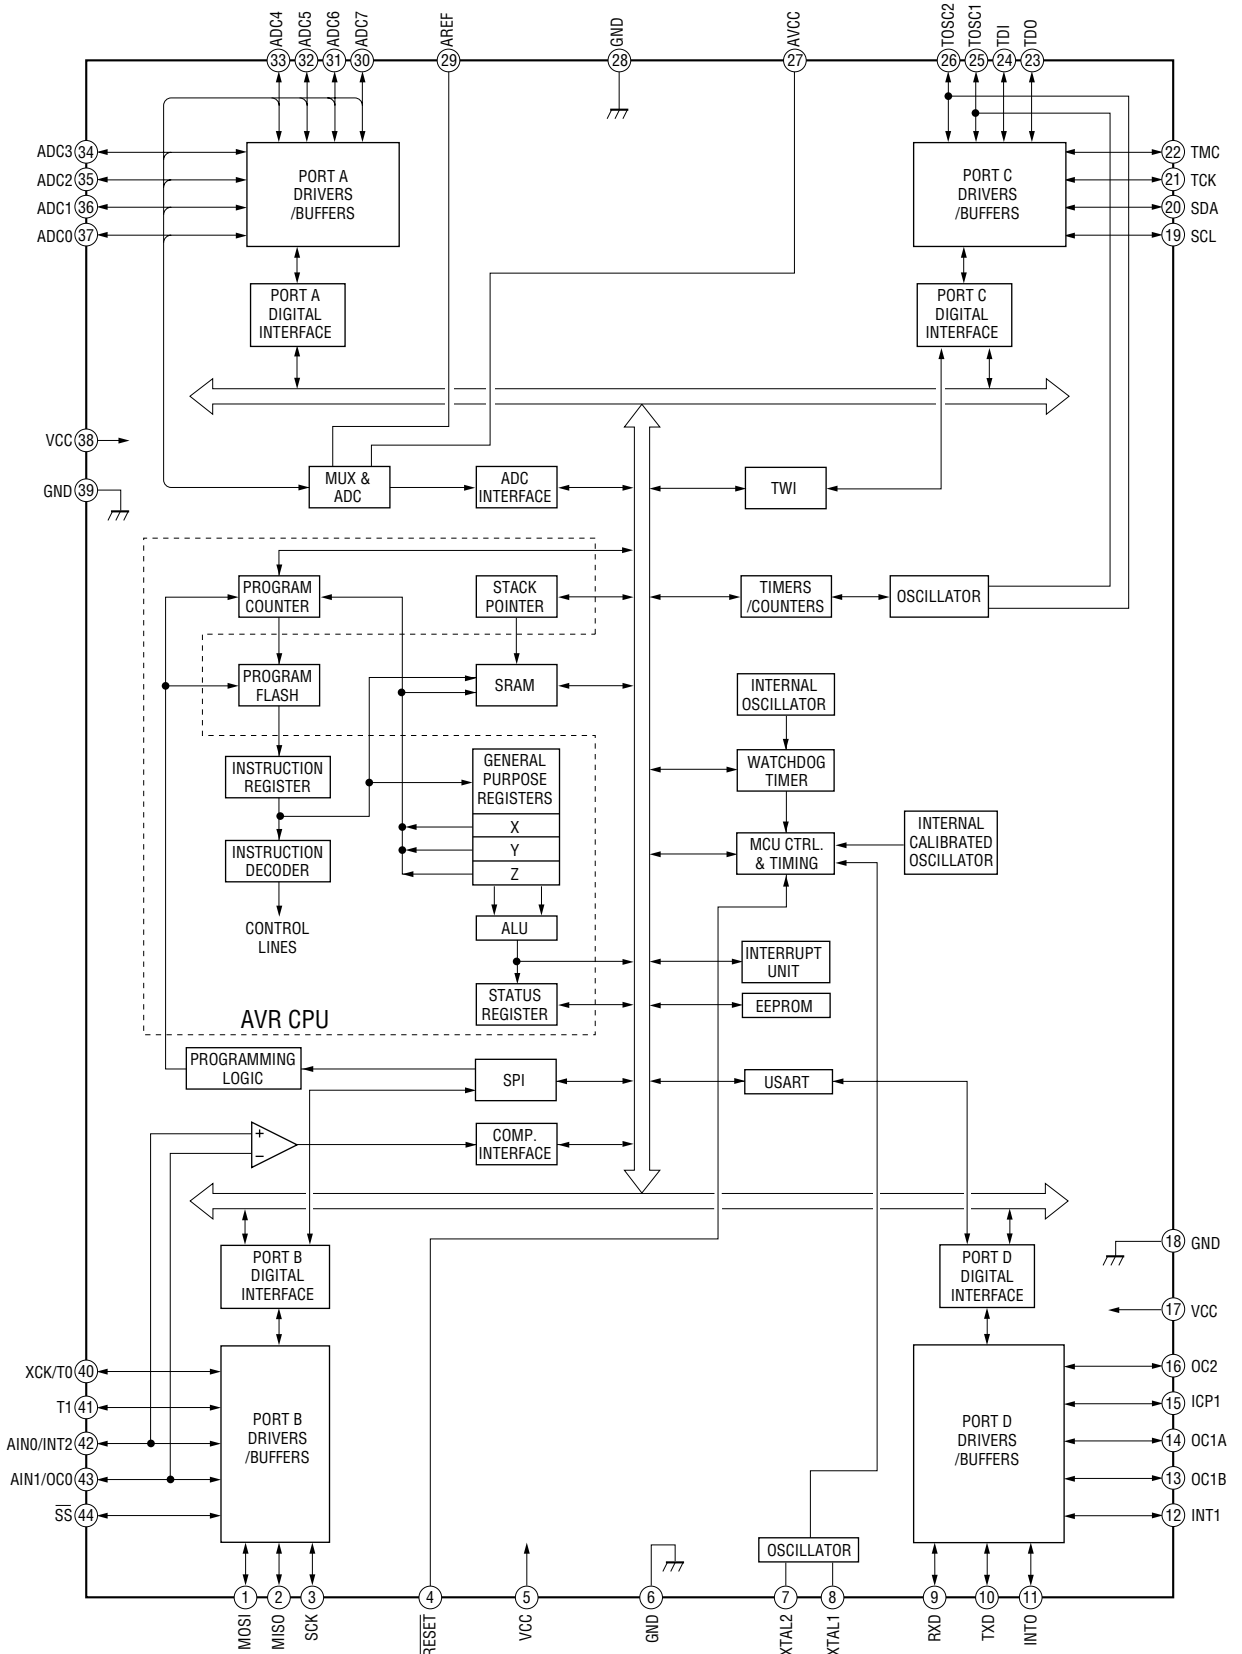 ADC4
ADC5
ADC6
ADC7
AREF
GND
AVCC
TOSC2
TOSC1
TDI
TDO
33
32
31
30
29
28
27
26
25
24
23
ADC3 34
ADC2 35
ADC1 36
ADC0 37
PORT A
DRIVERS
/BUFFERS
PORT C
DRIVERS
/BUFFERS
22 TMC
21 TCK
20 SDA
19 SCL
PORT A
DIGITAL
INTERFACE
PORT C
DIGITAL
INTERFACE
VCC 38
GND 39
MUX &
ADC
ADC
INTERFACE
TWI
PROGRAM
COUNTER
STACK
POINTER
TIMERS
/COUNTERS
OSCILLATOR
PROGRAM
FLASH
SRAM
INTERNAL
OSCILLATOR
INSTRUCTION
REGISTER
GENERAL
PURPOSE
REGISTERS
X
Y
Z
WATCHDOG
TIMER
INSTRUCTION
DECODER
MCU CTRL.
& TIMING
INTERNAL
CALIBRATED
OSCILLATOR
CONTROL
LINES
ALU
INTERRUPT
UNIT
STATUS
REGISTER
EEPROM
AVR CPU
PROGRAMMING
LOGIC
SPI
USART
+
–
COMP.
INTERFACE
PORT B
DIGITAL
INTERFACE
PORT D
DIGITAL
INTERFACE
18 GND
17 VCC
XCK/T0 40
T1 41
AIN0/INT2 42
AIN1/OC0 43
SS 44
PORT B
DRIVERS
/BUFFERS
PORT D
DRIVERS
/BUFFERS
16 OC2
15 ICP1
14 OC1A
13 OC1B
12 INT1
OSCILLATOR
1
2
3
4
5
6
7
8
9
10
11
MOSI
MISO
SCK
RESET
VCC
GND
XTAL2
XTAL1
RXD
TXD
INTO